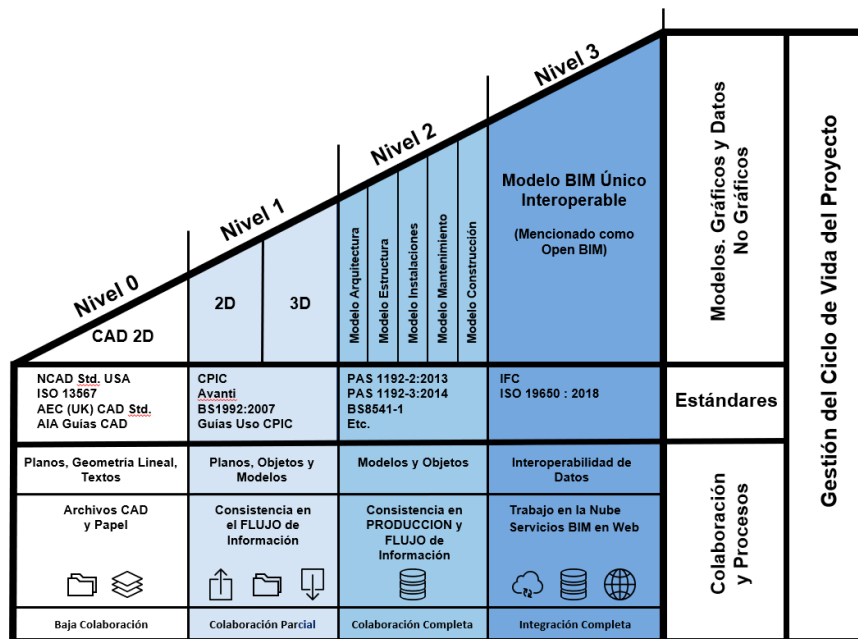 Nivel 0
Nivel 1
Nivel 2
Nivel 3
CAD 2D
2D
3D
Modelo Arquitectura
Modelo Estructura
Modelo Instalaciones
Modelo Mantenimiento
Modelo Construcción
Modelo BIM Único
Interoperable
(Mencionado como
Open BIM)
Modelos. Gráficos y Datos
No Gráficos
Gestión del Ciclo de Vida del Proyecto
NCAD Std. USA
ISO 13567
AEC (UK) CAD Std.
AIA Guías CAD
CPIC
Avanti
BS1992:2007
Guías Uso CPIC
PAS 1192-2:2013
PAS 1192-3:2014
BS8541-1
Etc.
IFC
ISO 19650 : 2018
Estándares
Planos, Geometría Lineal,
Textos
Planos, Objetos y
Modelos
Modelos y Objetos
Interoperabilidad de
Datos
Colaboración
y Procesos
Archivos CAD
y Papel
Consistencia en
el FLUJO de
Información
Consistencia en
PRODUCCION y
FLUJO de
Información
Trabajo en la Nube
Servicios BIM en Web
Baja Colaboración
Colaboración Parcial
Colaboración Completa
Integración Completa